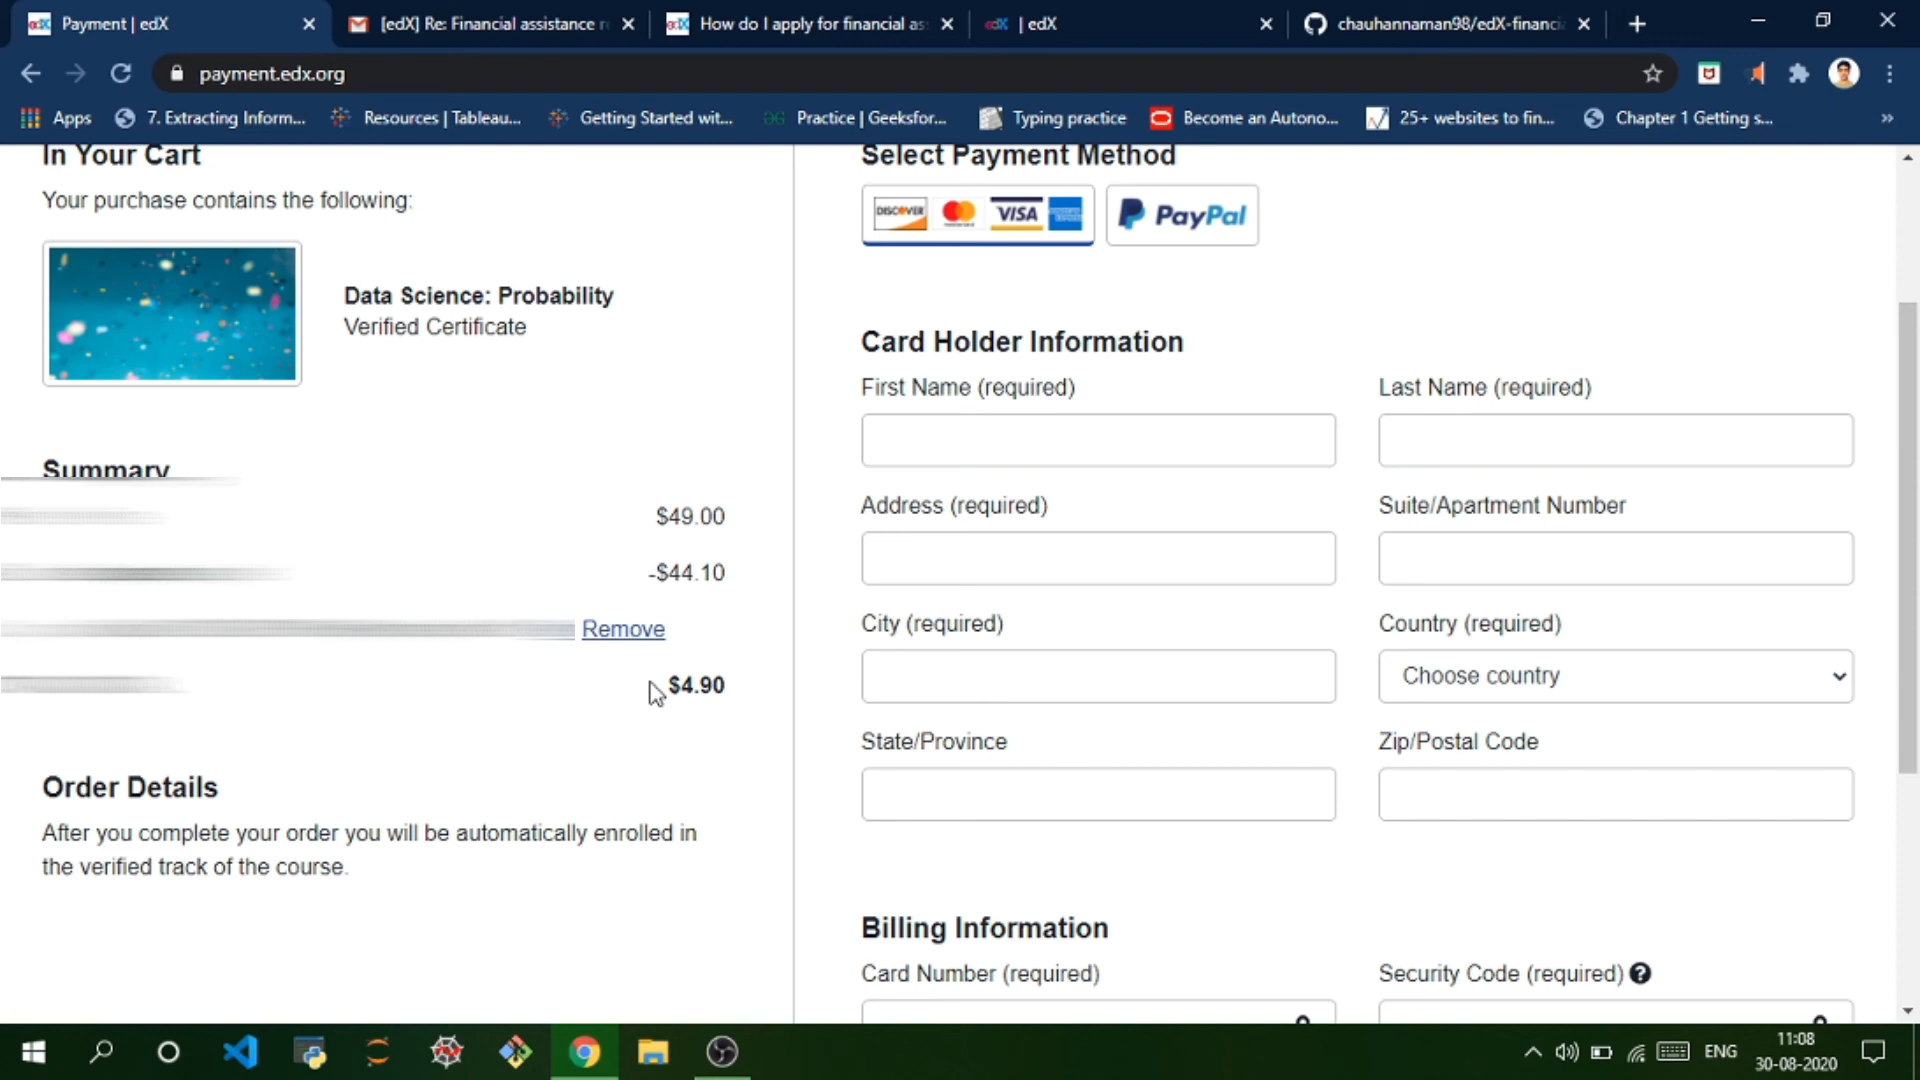 Payment | edX
[edX] Re: Financial assistance re
How do I apply for financial as
edX | edX
chauhannaman98/edX-financi
payment.edx.org
Apps
7. Extracting Inform...
Resources | Tableau...
Getting Started wit...
Practice | Geeksfor...
Typing practice
Become an Autono...
25+ websites to fin...
Chapter 1 Getting s...
»
In Your Cart
Your purchase contains the following:
Data Science: Probability
Verified Certificate
Summary
$49.00
-$44.10
Remove
$4.90
Order Details
After you complete your order you will be automatically enrolled in
the verified track of the course.
Select Payment Method
DISCOVER
VISA
PayPal
Card Holder Information
First Name (required)
Last Name (required)
Address (required)
Suite/Apartment Number
City (required)
Country (required)
Choose country
State/Province
Zip/Postal Code
Billing Information
Card Number (required)
Security Code (required)
ENG
11:08
30-08-2020